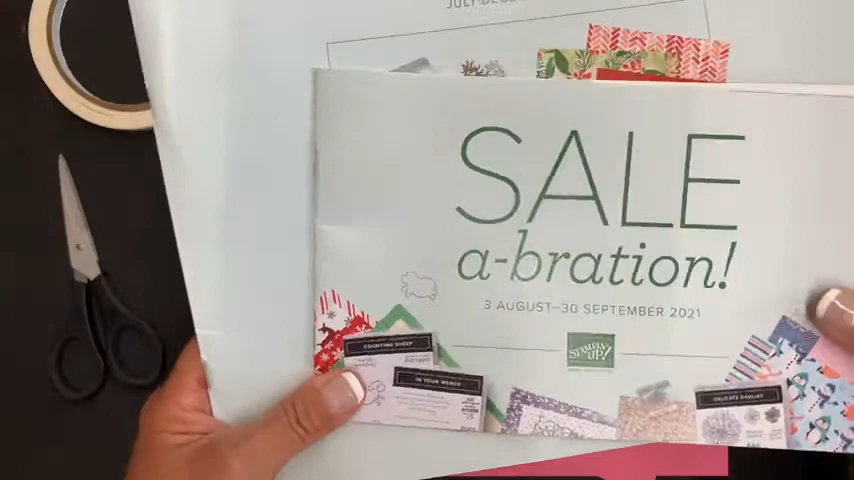 SALE
a-bration!
3 AUGUST–30 SEPTEMBER 2021
STAMPIN' UP!
COUNTING SHEEP
IN YOUR WORDS
DELICATE DAHLIAS